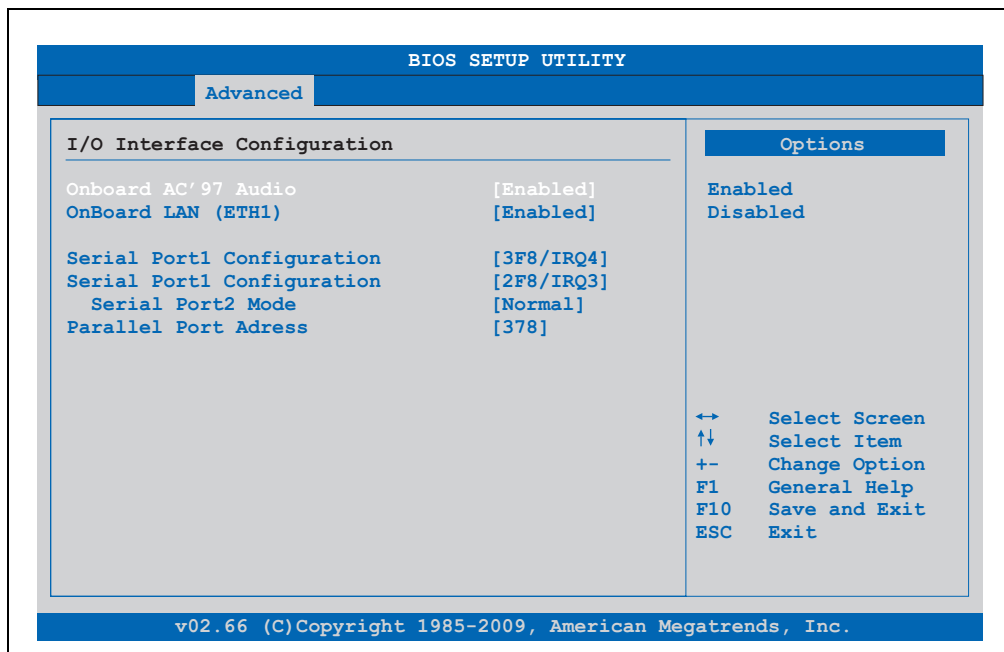 BIOS SETUP UTILITY
Advanced
I/O Interface Configuration
Onboard AC'97 Audio [Enabled]
OnBoard LAN (ETH1) [Enabled]
Serial Port1 Configuration [3F8/IRQ4]
Serial Port1 Configuration [2F8/IRQ3]
Serial Port2 Mode [Normal]
Parallel Port Adress [378]
Options
Enabled
Disabled
↔ Select Screen
↑↓ Select Item
+- Change Option
F1 General Help
F10 Save and Exit
ESC Exit
v02.66 (C)Copyright 1985-2009, American Megatrends, Inc.